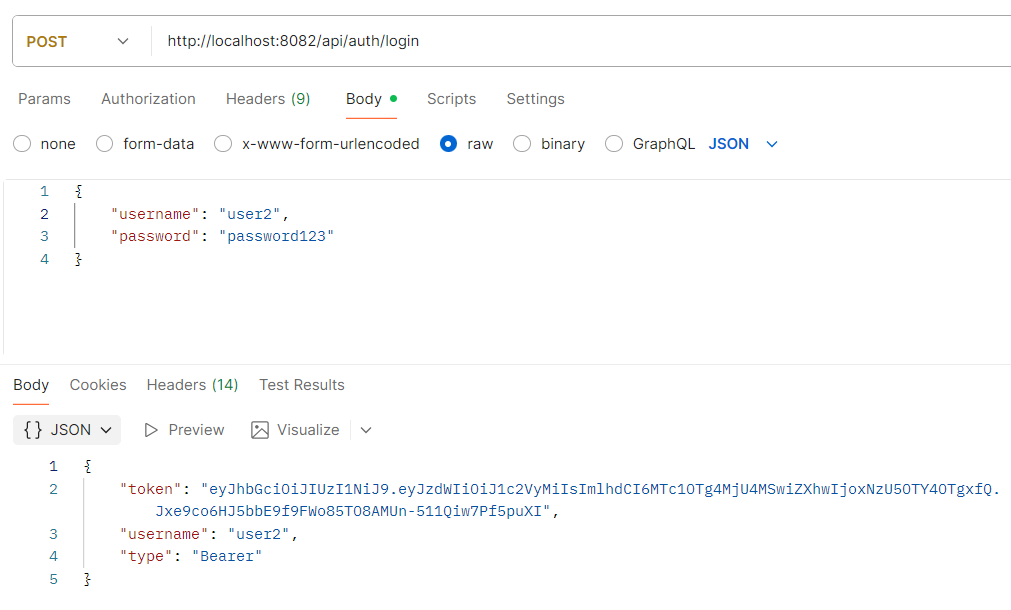 POST http://localhost:8082/api/auth/login
Params Authorization Headers (9) Body Scripts Settings
none form-data x-www-form-urlencoded raw binary GraphQL JSON
1 {
2 "username": "user2",
3 "password": "password123"
4 }
Body Cookies Headers (14) Test Results
{} JSON Preview Visualize
1 {
2 "token": "eyJhbGciOiJIUzI1NiJ9.eyJzdWIiOiJ1c2VyMiIsImlhdCI6MTc1OTg4MjU4MSwiZXhwIjoxNzU5OTY4OTgxfQ.
Jxe9co6HJ5bbE9f9FWo85TO8AMUn-511Qiw7Pf5puXI",
3 "username": "user2",
4 "type": "Bearer"
5 }